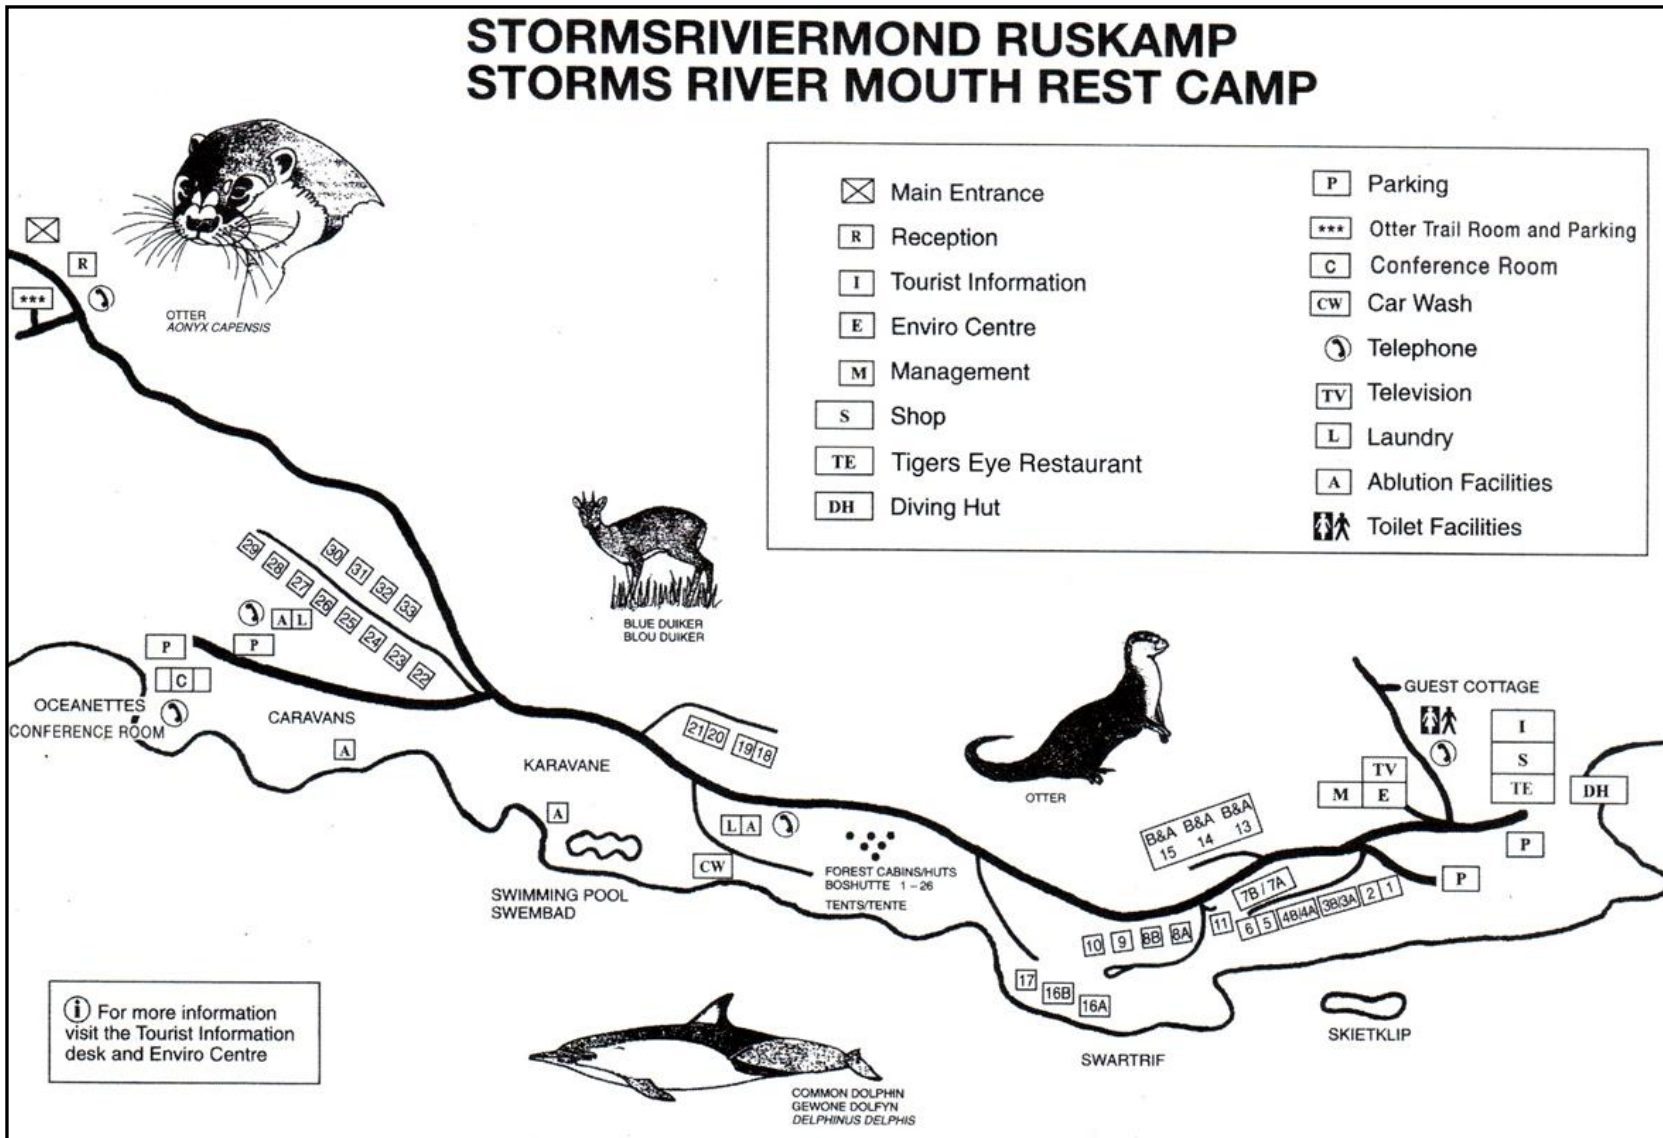 STORMSRIVIERMOND RUSKAMP
STORMS RIVER MOUTH REST CAMP
Main Entrance
R Reception
I Tourist Information
E Enviro Centre
M Management
S Shop
TE Tigers Eye Restaurant
DH Diving Hut
P Parking
*** Otter Trail Room and Parking
C Conference Room
CW Car Wash
Telephone
TV Television
L Laundry
A Ablution Facilities
Toilet Facilities
R
***
OTTER
AONYX CAPENSIS
BLUE DUIKER
BLOU DUIKER
30 31 32 33
29 28 27 26 25 24 23 22
A L
P
P
C
OCEANETTES
CONFERENCE ROOM
CARAVANS
A
KARAVANE
A
SWIMMING POOL
SWEMBAD
21 20 19 18
L A
CW
FOREST CABINS/HUTS
BOSHUTTE 1 - 26
TENTS/TENTE
OTTER
GUEST COTTAGE
I
S
TE
TV
M E
DH
P
P
B&A B&A B&A
15 14 13
7B/7A
11 6 5 4B/4A 3B/3A 2 1
10 9 8B 8A
17 16B 16A
SWARTRIF
SKIETKLIP
i For more information
visit the Tourist Information
desk and Enviro Centre
COMMON DOLPHIN
GEWONE DOLFYN
DELPHINUS DELPHIS